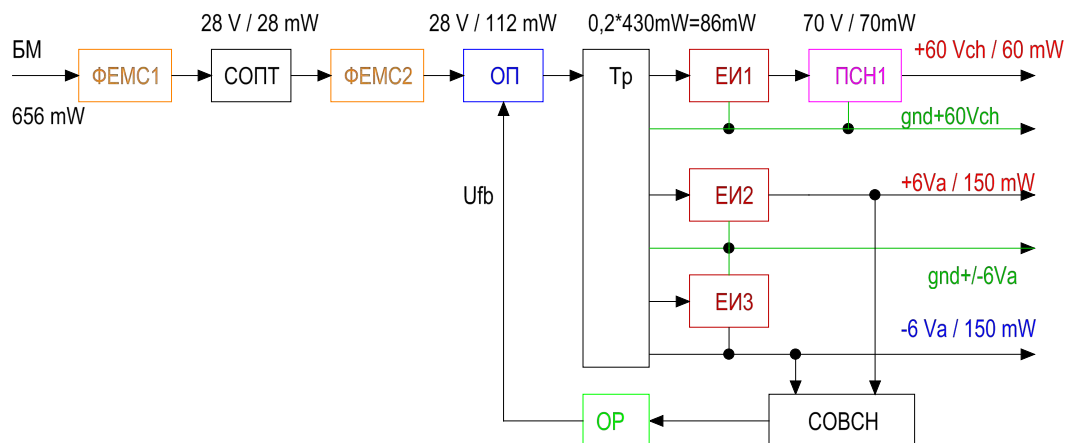 28 V / 28 mW
28 V / 112 mW
0,2*430mW=86mW
70 V / 70mW
БМ
ФЕМС1
СОПТ
ФЕМС2
ОП
Тр
ЕИ1
ПСН1
+60 Vch / 60 mW
656 mW
gnd+60Vch
Ufb
ЕИ2
+6Va / 150 mW
gnd+/-6Va
ЕИ3
-6 Va / 150 mW
ОР
СОВСН